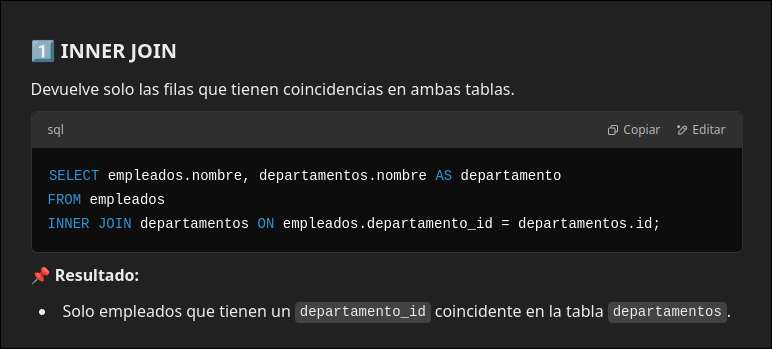 1️⃣ INNER JOIN
Devuelve solo las filas que tienen coincidencias en ambas tablas.
sql
Copiar
Editar
SELECT empleados.nombre, departamentos.nombre AS departamento
FROM empleados
INNER JOIN departamentos ON empleados.departamento_id = departamentos.id;
📌 Resultado:
• Solo empleados que tienen un departamento_id coincidente en la tabla departamentos.